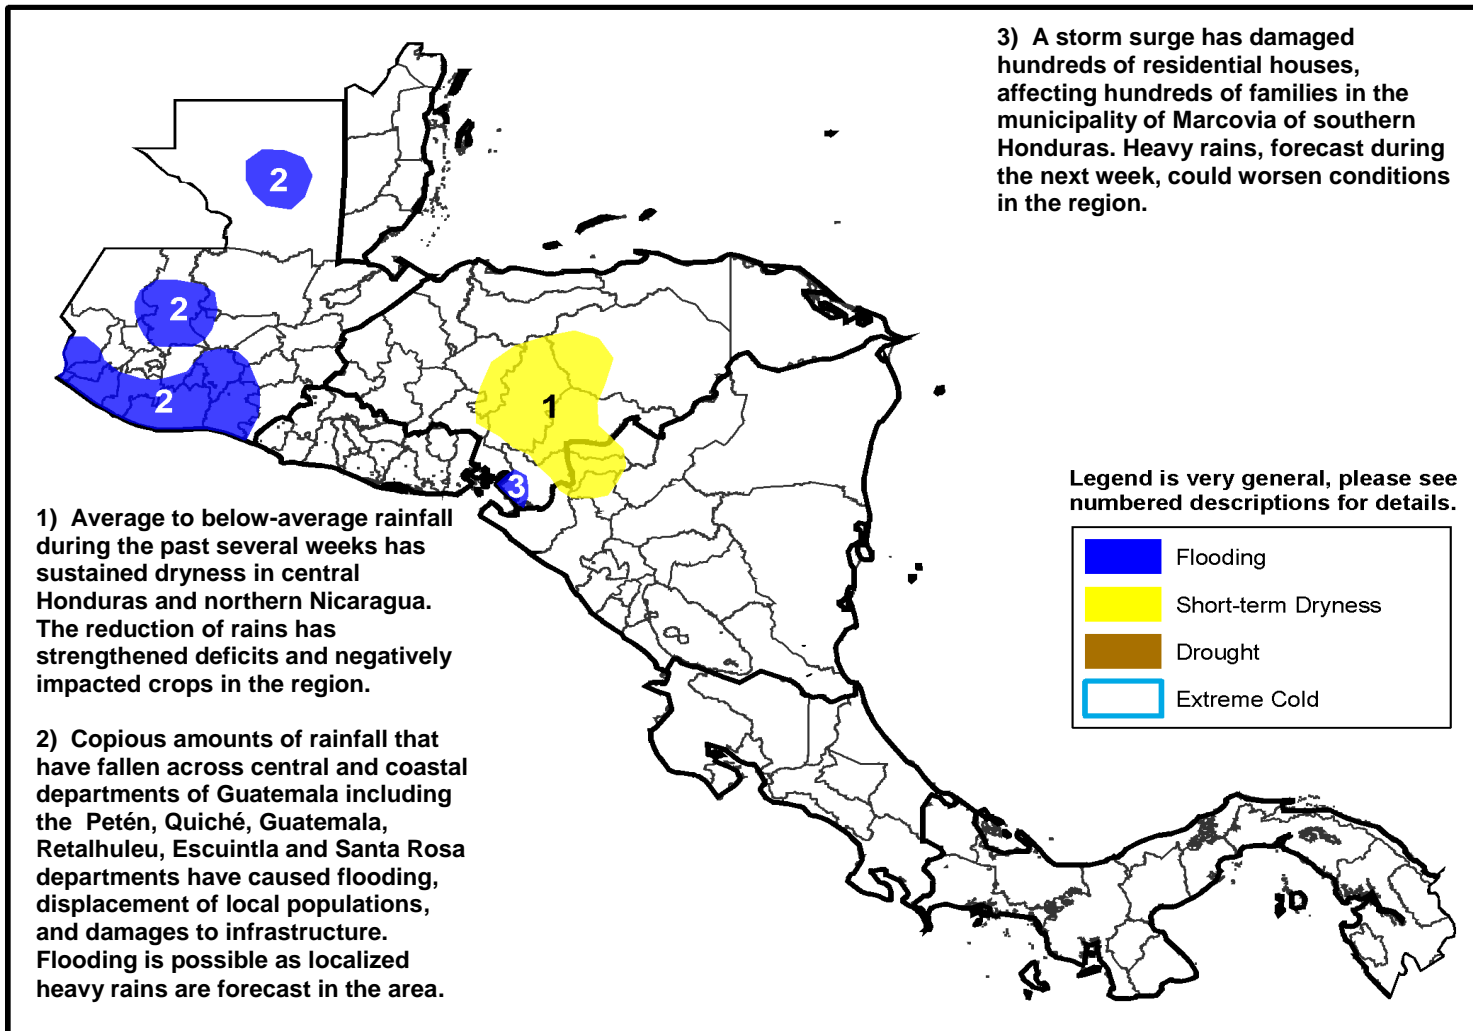 3) A storm surge has damaged
hundreds of residential houses,
affecting hundreds of families in the
municipality of Marcovia of southern
Honduras. Heavy rains, forecast during
the next week, could worsen conditions
in the region.
2
2
2
1
3
1) Average to below-average rainfall
during the past several weeks has
sustained dryness in central
Honduras and northern Nicaragua.
The reduction of rains has
strengthened deficits and negatively
impacted crops in the region.
2) Copious amounts of rainfall that
have fallen across central and coastal
departments of Guatemala including
the Petén, Quiché, Guatemala,
Retalhuleu, Escuintla and Santa Rosa
departments have caused flooding,
displacement of local populations,
and damages to infrastructure.
Flooding is possible as localized
heavy rains are forecast in the area.
Legend is very general, please see
numbered descriptions for details.
Flooding
Short-term Dryness
Drought
Extreme Cold